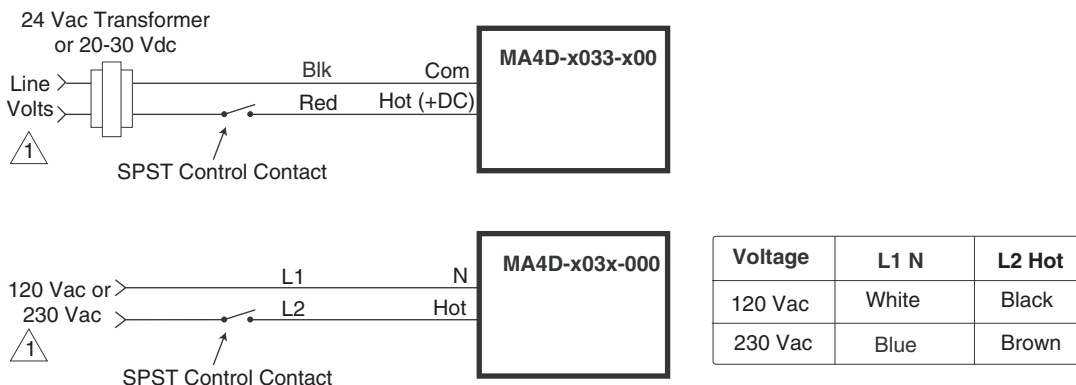 24 Vac Transformer
or 20-30 Vdc
Line
Volts
1
Blk
Red
Com
Hot (+DC)
MA4D-x033-x00
SPST Control Contact
120 Vac or
230 Vac
1
L1
L2
N
Hot
MA4D-x03x-000
SPST Control Contact
Voltage L1 N L2 Hot
120 Vac White Black
230 Vac Blue Brown